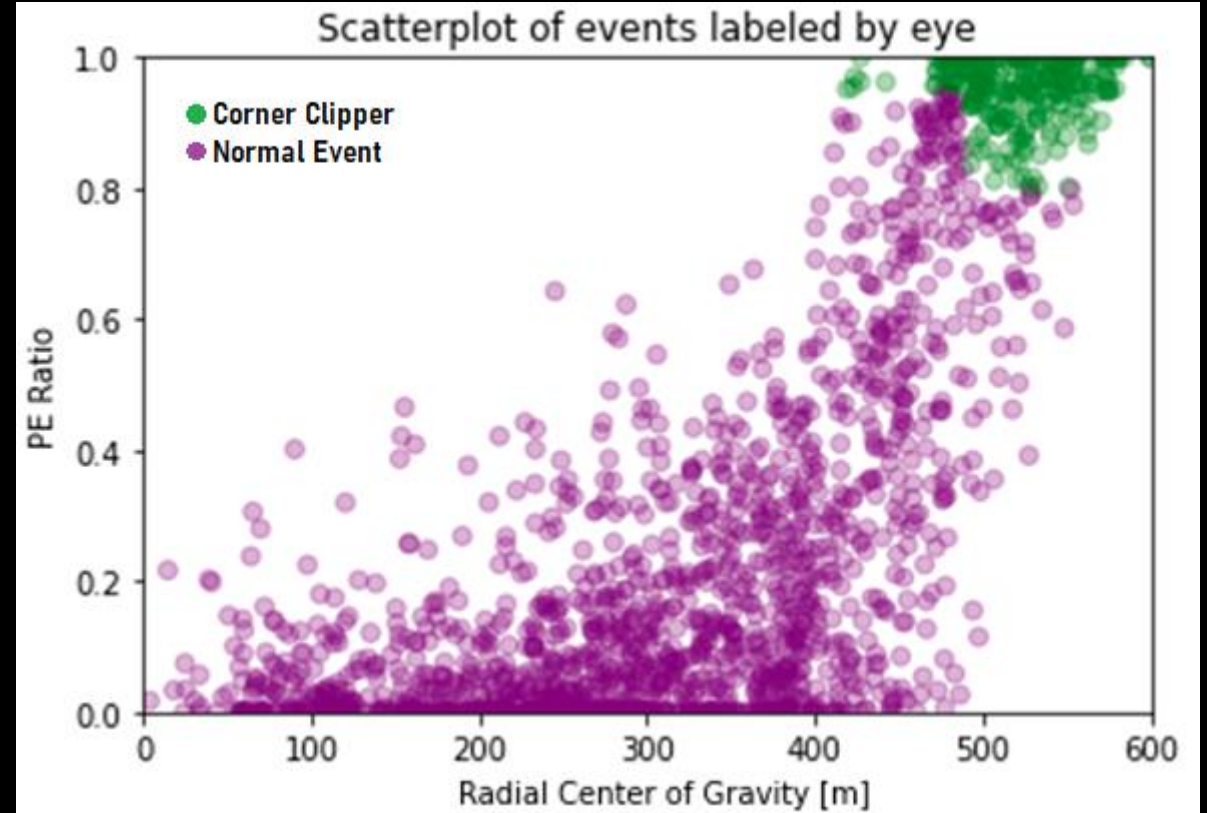 Scatterplot of events labeled by eye
1.0
Corner Clipper
Normal Event
0.8
0.6
PE Ratio
0.4
0.2
0.0
0 100 200 300 400 500 600
Radial Center of Gravity [m]